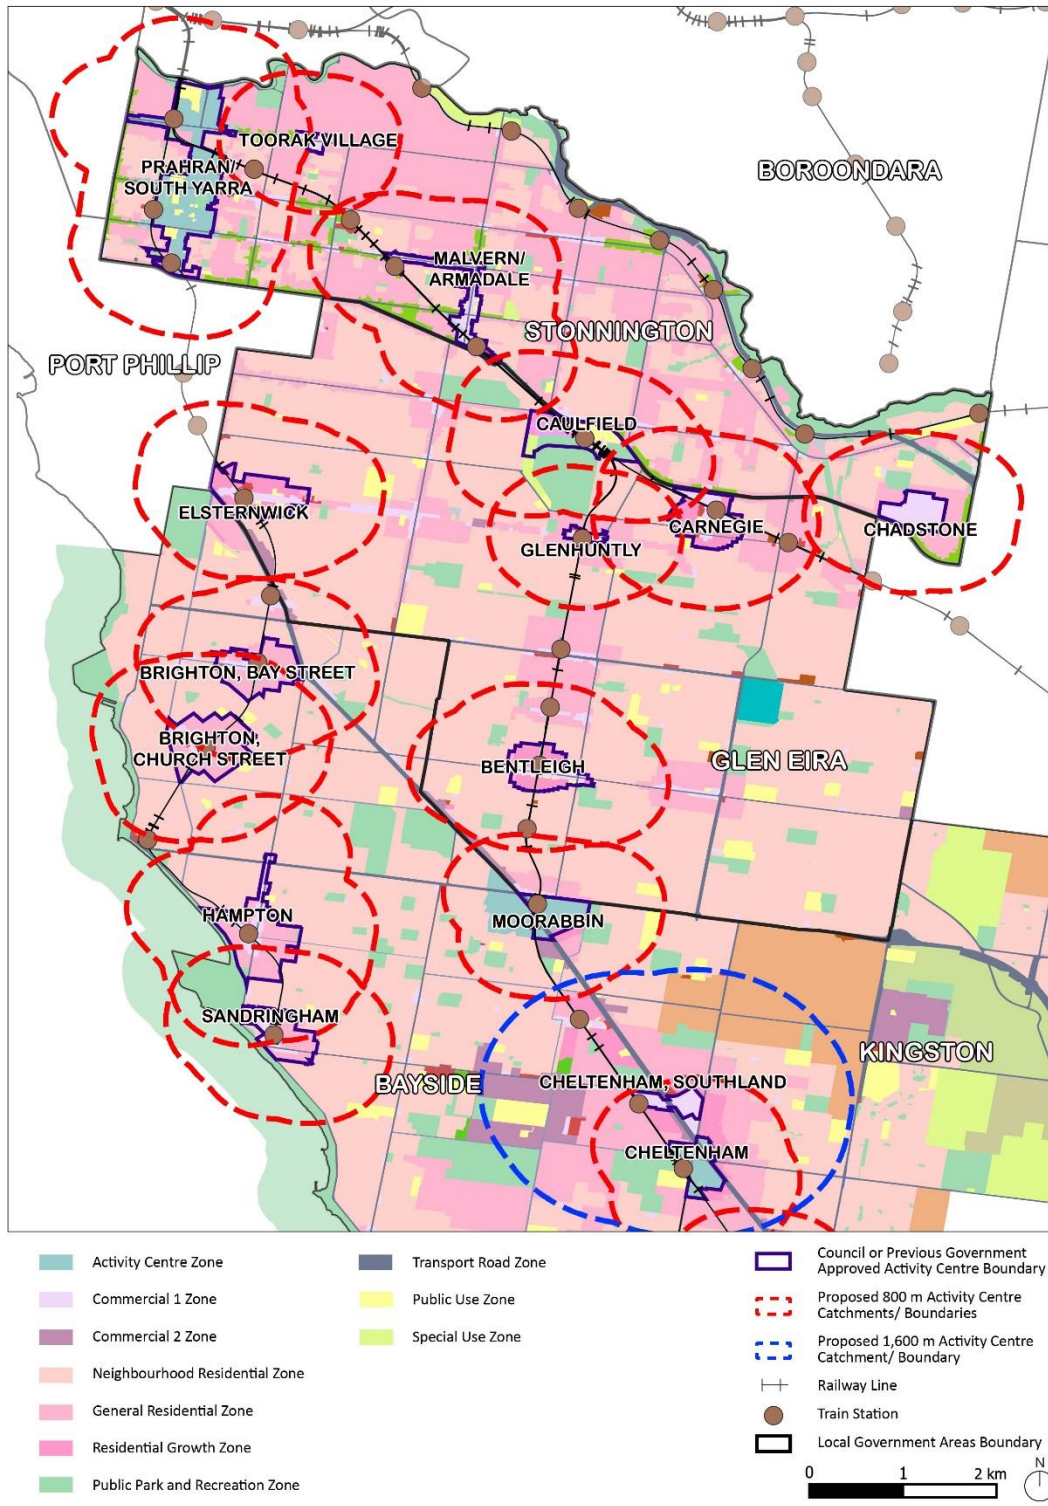 TOORAK VILLAGE
BOROONDARA
PRAHRAN/
SOUTH YARRA
MALVERN/
ARMADALE
STONNINGTON
PORT PHILLIP
CAULFIELD
ELSTERNWICK
CARNEGIE
CHADSTONE
GLENHUNTLY
BRIGHTON, BAY STREET
BRIGHTON,
CHURCH STREET
BENTLEIGH
GLEN EIRA
HAMPTON
MOORABBIN
SANDRINGHAM
KINGSTON
BAYSIDE
CHELTENHAM, SOUTHLAND
CHELTENHAM
Activity Centre Zone
Commercial 1 Zone
Commercial 2 Zone
Neighbourhood Residential Zone
General Residential Zone
Residential Growth Zone
Public Park and Recreation Zone
Transport Road Zone
Public Use Zone
Special Use Zone
Council or Previous Government
Approved Activity Centre Boundary
Proposed 800 m Activity Centre
Catchments/ Boundaries
Proposed 1,600 m Activity Centre
Catchment/ Boundary
Railway Line
Train Station
Local Government Areas Boundary
N
0 1 2 km